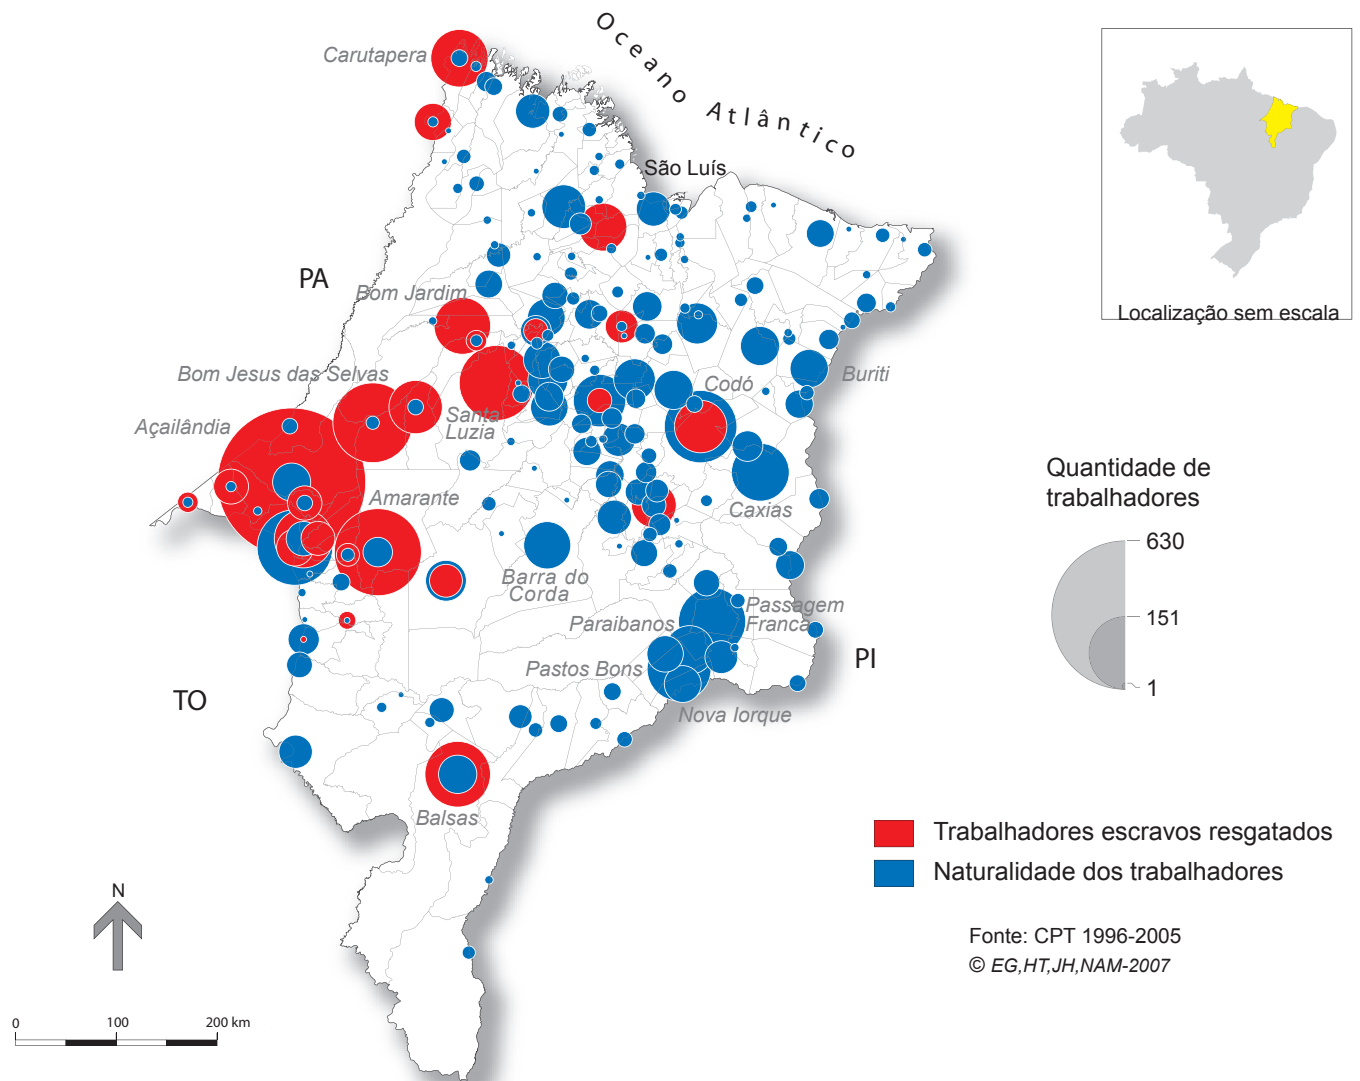 Oceano Atlântico
Carutapera
São Luís
Localização sem escala
PA
Bom Jardim
Bom Jesus das Selvas
Açailândia
Santa
Luzia
Codó
Buriti
Amarante
Caxias
Barra do
Corda
Passagem
Franca
Paraibanos
Pastos Bons
Nova Iorque
PI
TO
Balsas
Quantidade de
trabalhadores
630
151
1
Trabalhadores escravos resgatados
Naturalidade dos trabalhadores
Fonte: CPT 1996-2005
© EG,HT,JH,NAM-2007
N
0 100 200 km